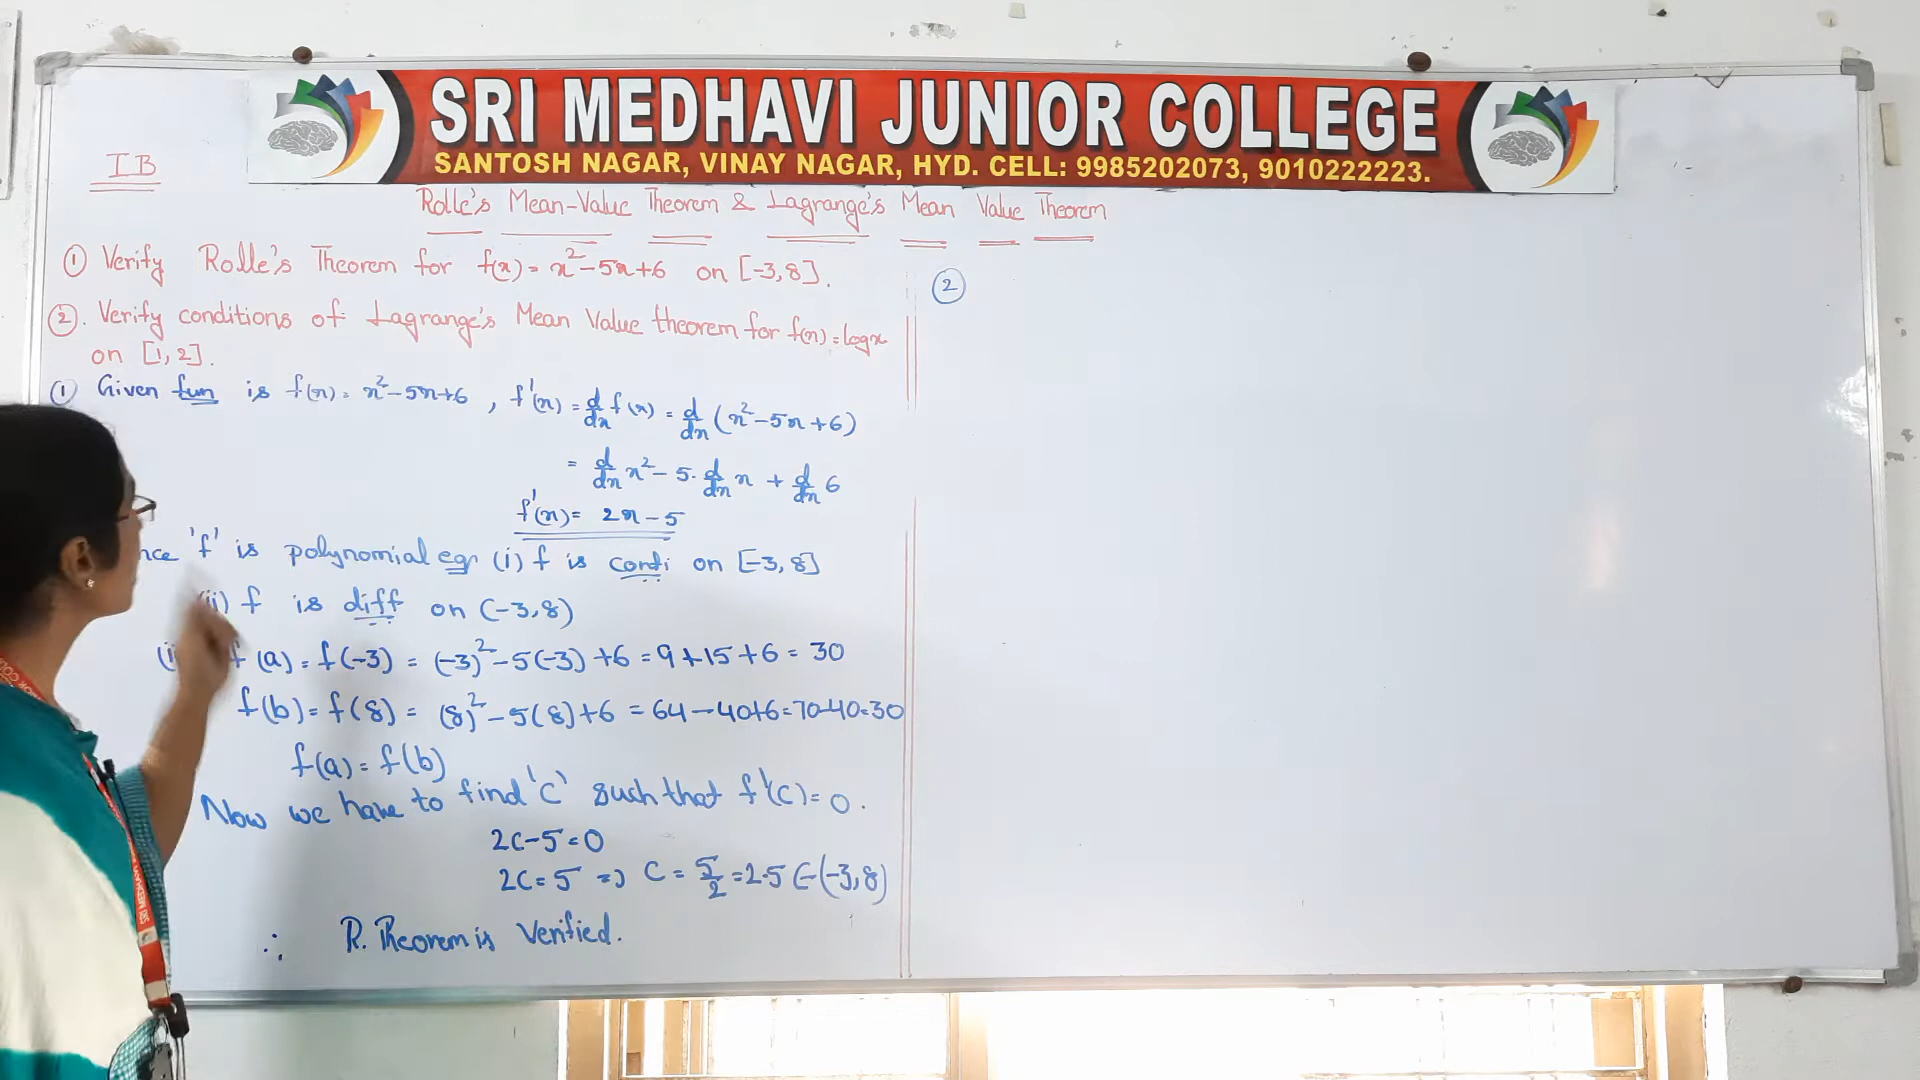 SRI MEDHAVI JUNIOR COLLEGE
SANTOSH NAGAR, VINAY NAGAR, HYD. CELL: 9985202073, 9010222223.
IB
Rolle's Mean-Value Theorem & Lagrange's Mean Value Theorem
① Verify Rolle's Theorem for f(x) = x²-5x+6 on [-3,8].
②. Verify conditions of Lagrange's Mean Value theorem for f(x) = logx
on [1,2].
① Given fun is f(x) = x²-5x+6 , f'(x) = d/dx f(x) = d/dx (x²-5x+6)
= d/dx x² - 5. d/dx x + d/dx 6
f'(x) = 2x-5
'f' is polynomial eqn (i) f is conti on [-3,8]
(ii) f is diff on (-3,8)
f(a) = f(-3) = (-3)²-5(-3)+6 = 9+15+6 = 30
f(b) = f(8) = (8)²-5(8)+6 = 64-40+6=70-40=30
f(a) = f(b)
Now we have to find 'c' such that f'(c)=0.
2c-5=0
2c=5 => c = 5/2 = 2.5 ∈ (-3,8)
∴ R. Theorem is Verified.
②